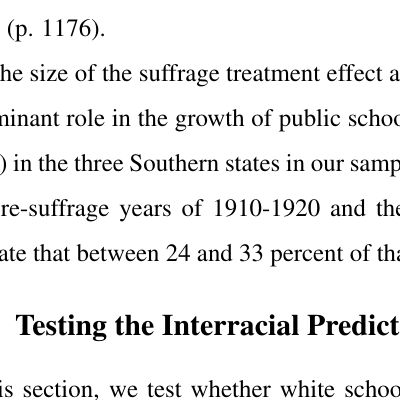 (p. 1176).
he size of the suffrage treatment effect a
minant role in the growth of public schoo
) in the three Southern states in our samp
re-suffrage years of 1910-1920 and the
ate that between 24 and 33 percent of tha
Testing the Interracial Predict
is section, we test whether white schoo